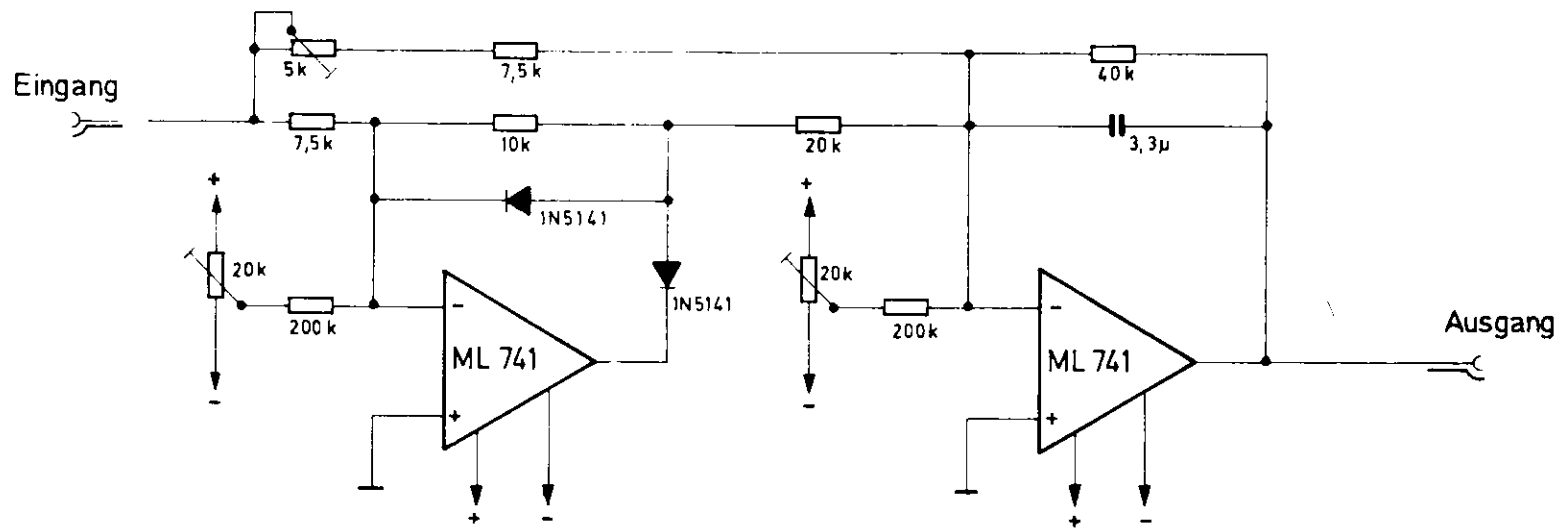 5k
7,5k
40k
Eingang
7,5k
10k
20k
3,3µ
+
+
1N5141
20k
1N5141
20k
200k
-
200k
-
Ausgang
ML 741
ML 741
-
-
+
+
+
-
+
-